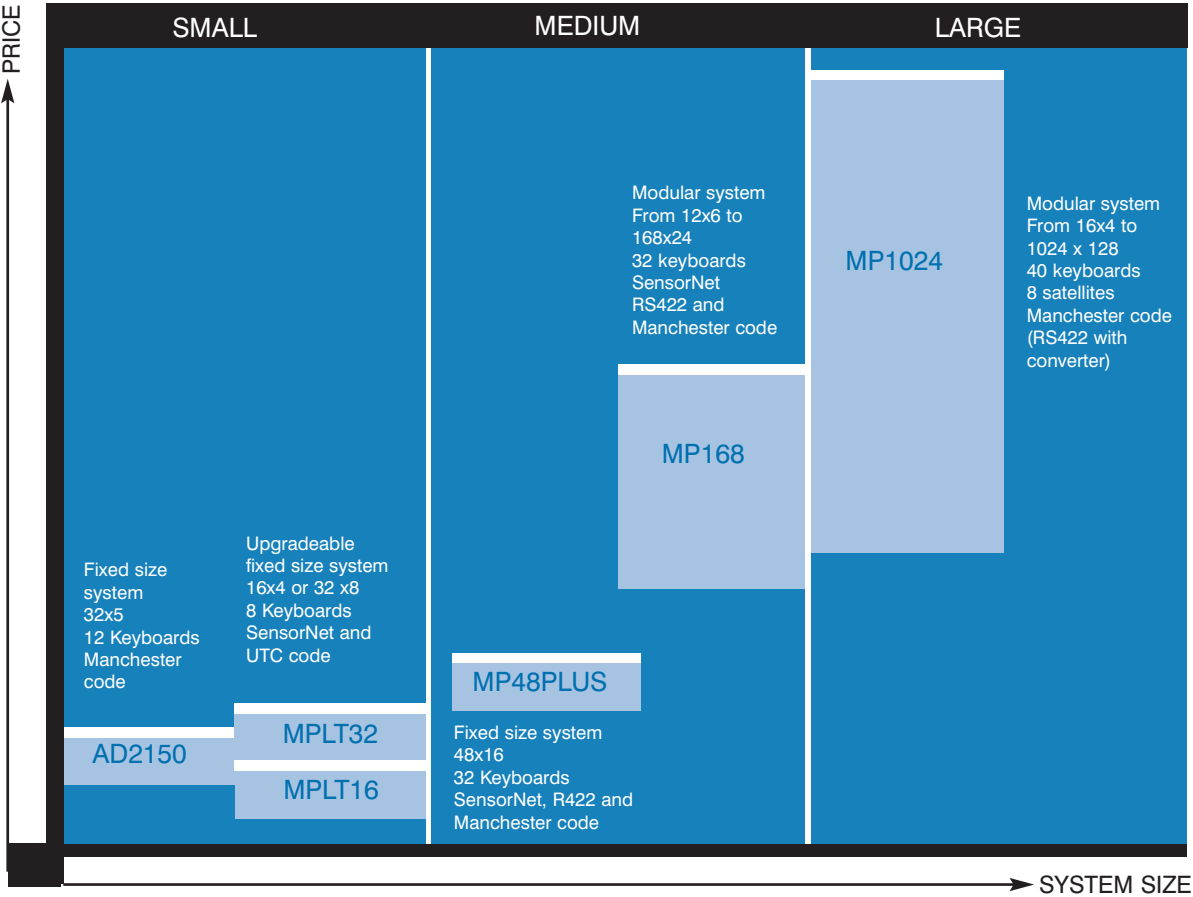 PRICE
SMALL
MEDIUM
LARGE
Fixed size
system
32x5
12 Keyboards
Manchester
code
AD2150
Upgradeable
fixed size system
16x4 or 32 x8
8 Keyboards
SensorNet and
UTC code
MPLT32
MPLT16
MP48PLUS
Fixed size system
48x16
32 Keyboards
SensorNet, R422 and
Manchester code
Modular system
From 12x6 to
168x24
32 keyboards
SensorNet
RS422 and
Manchester code
MP168
MP1024
Modular system
From 16x4 to
1024 x 128
40 keyboards
8 satellites
Manchester code
(RS422 with
converter)
SYSTEM SIZE